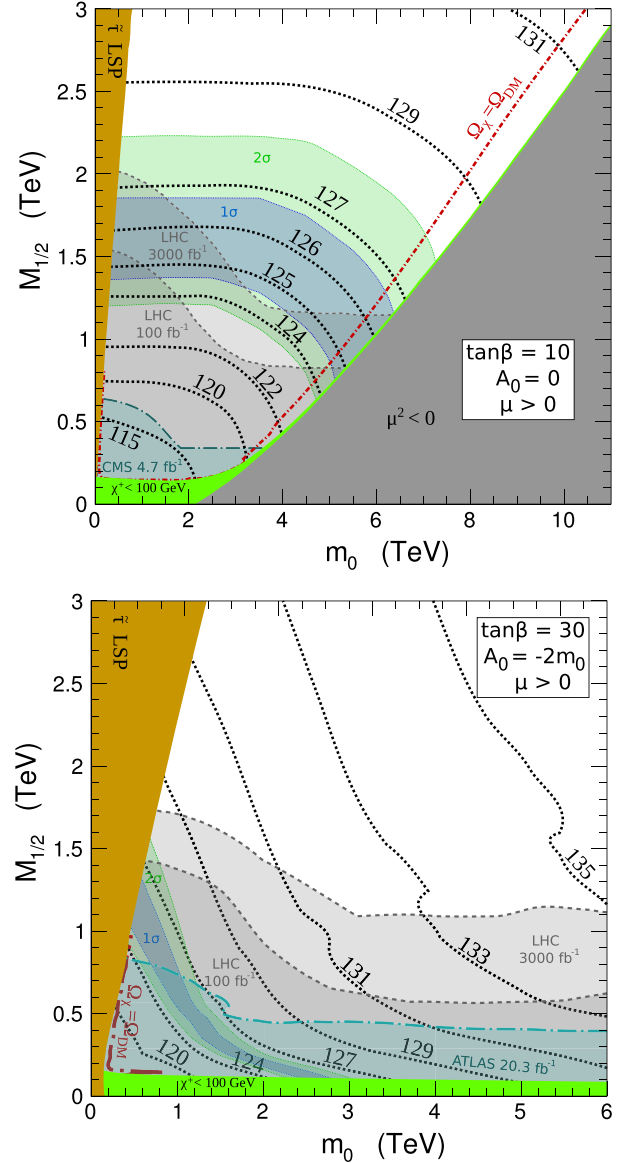 3
2.5
2
1.5
1
0.5
0
M1/2 (TeV)
τ̃ LSP
131
129
Ωχ=ΩDM
2σ
127
1σ
LHC
3000 fb⁻¹
126
125
LHC
100 fb⁻¹
124
122
120
115
CMS 4.7 fb⁻¹
χ⁺< 100 GeV
μ² < 0
tanβ = 10
A₀ = 0
μ > 0
0 2 4 6 8 10
m₀ (TeV)
3
2.5
2
1.5
1
0.5
0
M1/2 (TeV)
τ̃ LSP
tanβ = 30
A₀ = -2m₀
μ > 0
135
2σ
1σ
LHC
100 fb⁻¹
LHC
3000 fb⁻¹
133
131
129
127
124
120
Ωχ=ΩDM
ATLAS 20.3 fb⁻¹
χ⁺< 100 GeV
0 1 2 3 4 5 6
m₀ (TeV)